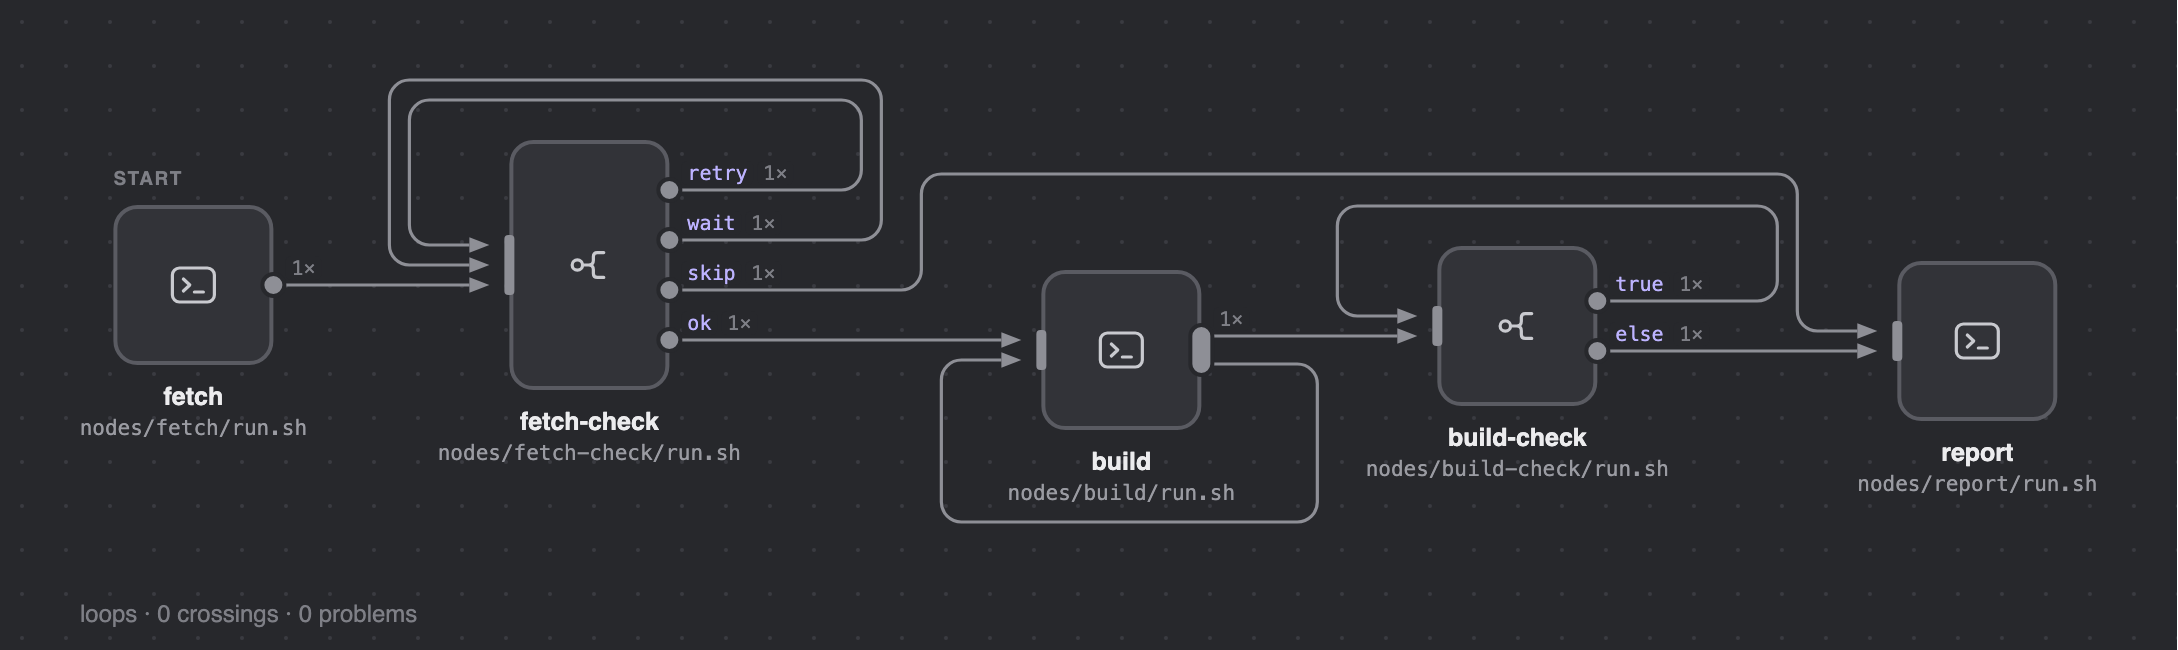 START
1×
fetch
nodes/fetch/run.sh
retry 1×
wait 1×
skip 1×
ok 1×
fetch-check
nodes/fetch-check/run.sh
1×
build
nodes/build/run.sh
true 1×
else 1×
build-check
nodes/build-check/run.sh
report
nodes/report/run.sh
loops · 0 crossings · 0 problems